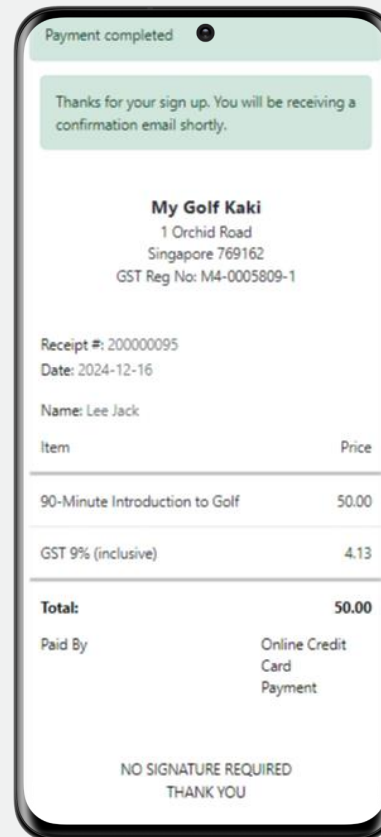 Payment completed
Thanks for your sign up. You will be receiving a
confirmation email shortly.
My Golf Kaki
1 Orchid Road
Singapore 769162
GST Reg No: M4-0005809-1
Receipt #: 200000095
Date: 2024-12-16
Name: Lee Jack
Item Price
90-Minute Introduction to Golf 50.00
GST 9% (inclusive) 4.13
Total: 50.00
Paid By Online Credit
Card
Payment
NO SIGNATURE REQUIRED
THANK YOU